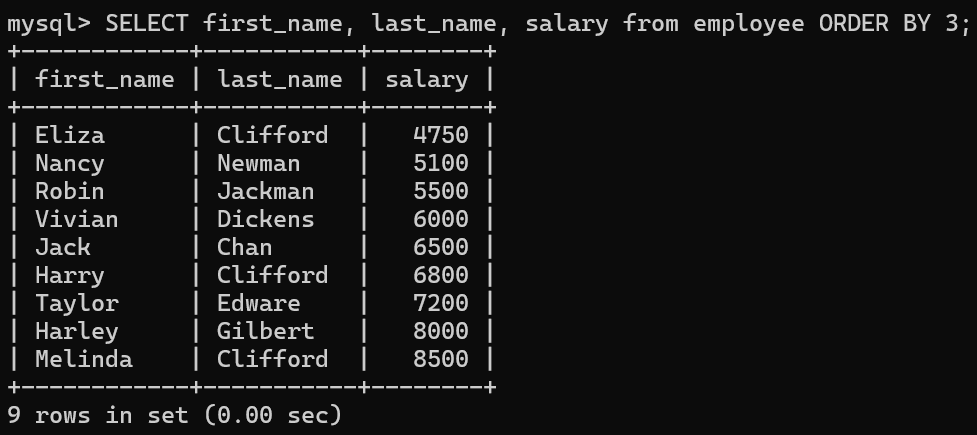 mysql> SELECT first_name, last_name, salary from employee ORDER BY 3;
+------------+-----------+--------+
| first_name | last_name | salary |
+------------+-----------+--------+
| Eliza      | Clifford  |   4750 |
| Nancy      | Newman    |   5100 |
| Robin      | Jackman   |   5500 |
| Vivian     | Dickens   |   6000 |
| Jack       | Chan      |   6500 |
| Harry      | Clifford  |   6800 |
| Taylor     | Edware    |   7200 |
| Harley     | Gilbert   |   8000 |
| Melinda    | Clifford  |   8500 |
+------------+-----------+--------+
9 rows in set (0.00 sec)